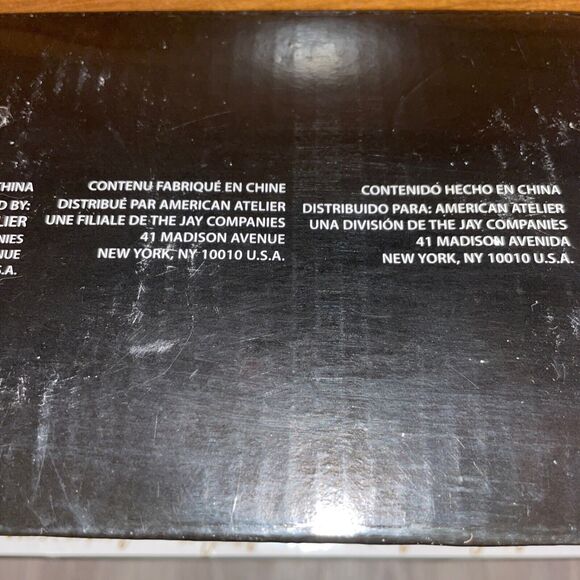 CHINA
D BY:
LIER
NIES
NUE
S.A.
CONTENU FABRIQUÉ EN CHINE
DISTRIBUÉ PAR AMERICAN ATELIER
UNE FILIALE DE THE JAY COMPANIES
41 MADISON AVENUE
NEW YORK, NY 10010 U.S.A.
CONTENIDO HECHO EN CHINA
DISTRIBUIDO PARA: AMERICAN ATELIER
UNA DIVISIÓN DE THE JAY COMPANIES
41 MADISON AVENIDA
NEW YORK, NY 10010 U.S.A.